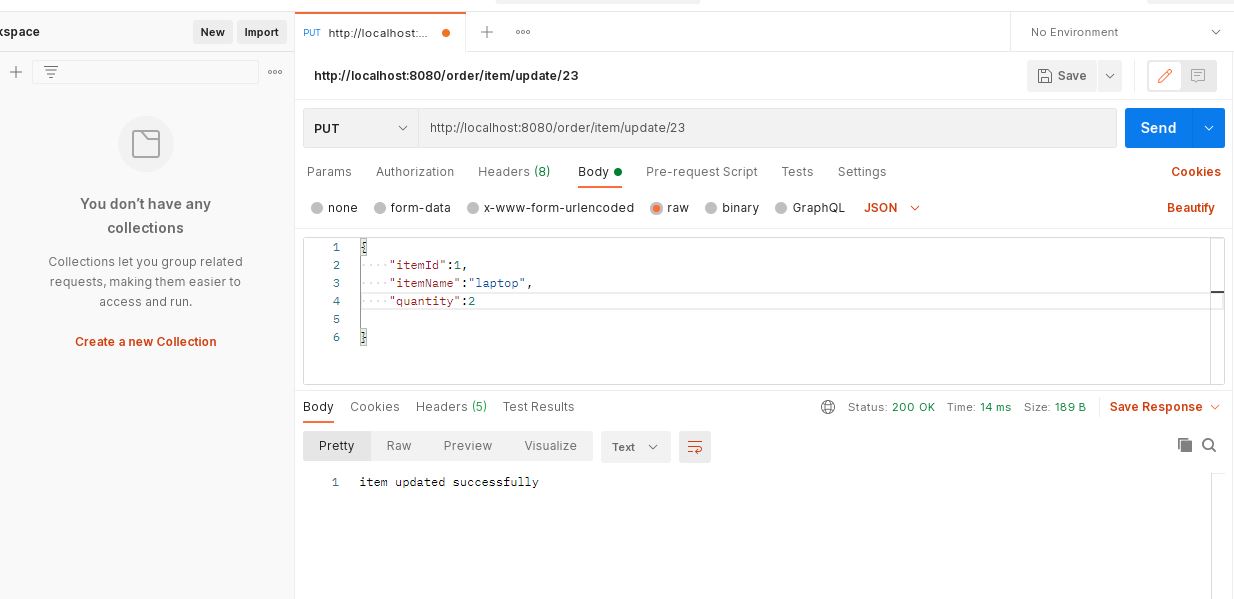 kspace
New
Import
PUT http://localhost:...
No Environment
http://localhost:8080/order/item/update/23
Save
PUT
http://localhost:8080/order/item/update/23
Send
Params Authorization Headers (8) Body Pre-request Script Tests Settings Cookies
none form-data x-www-form-urlencoded raw binary GraphQL JSON Beautify
You don't have any
collections
Collections let you group related
requests, making them easier to
access and run.
Create a new Collection
1 {
2 ····"itemId":1,
3 ····"itemName":"laptop",
4 ····"quantity":2
5
6 }
Body Cookies Headers (5) Test Results Status: 200 OK Time: 14 ms Size: 189 B Save Response
Pretty Raw Preview Visualize Text
1 item updated successfully